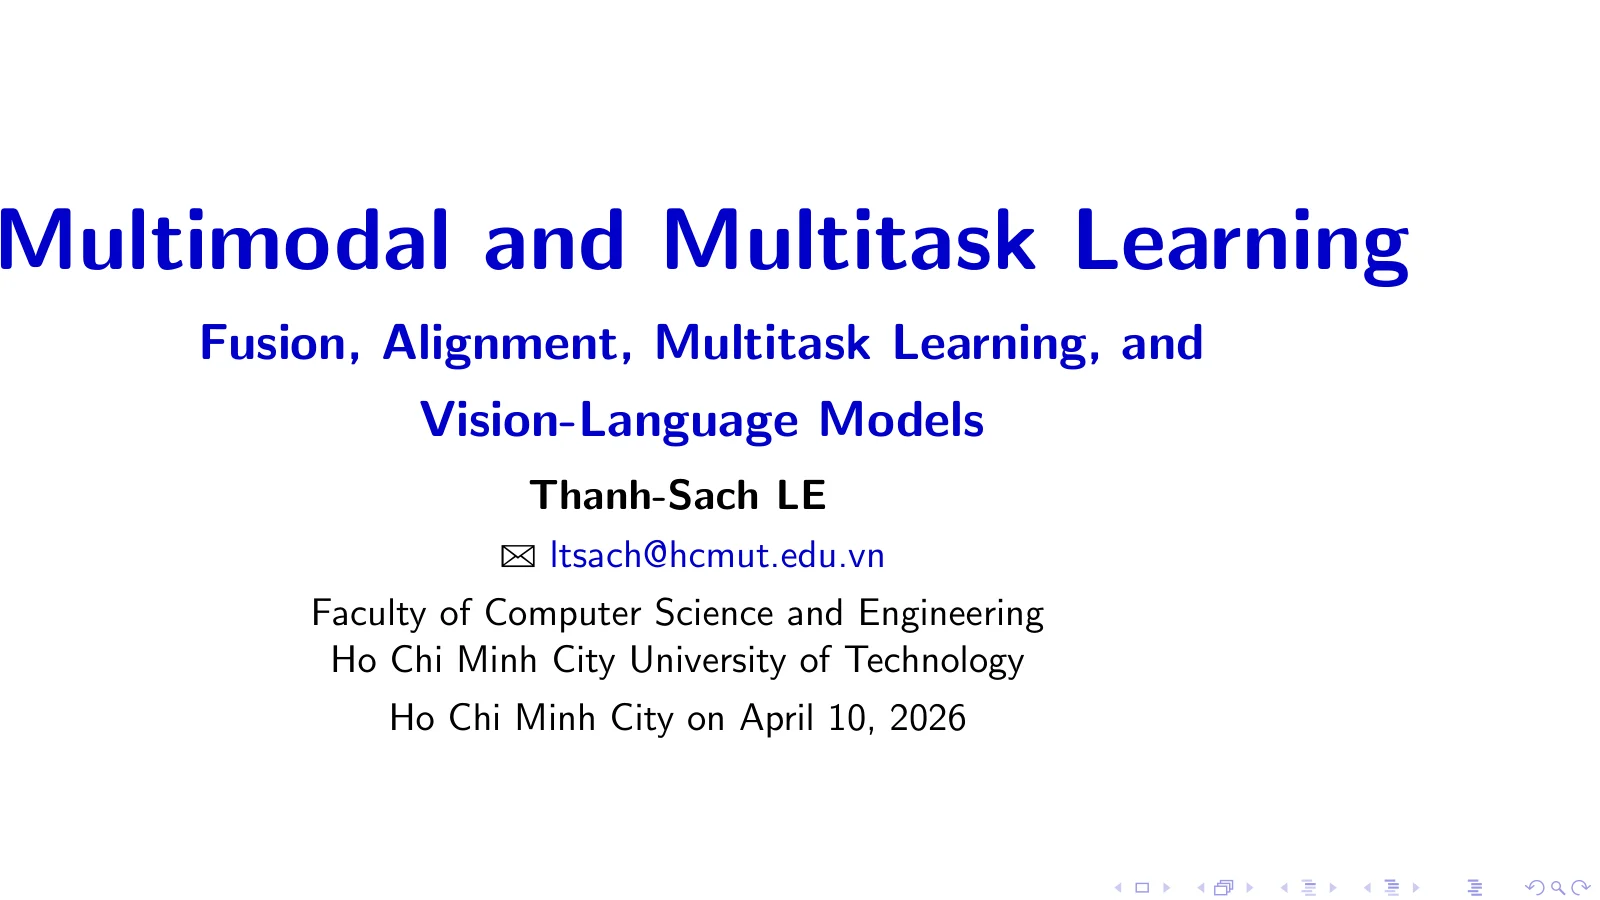 Multimodal and Multitask Learning
Fusion, Alignment, Multitask Learning, and
Vision-Language Models
Thanh-Sach LE
ltsach@hcmut.edu.vn
Faculty of Computer Science and Engineering
Ho Chi Minh City University of Technology
Ho Chi Minh City on April 10, 2026